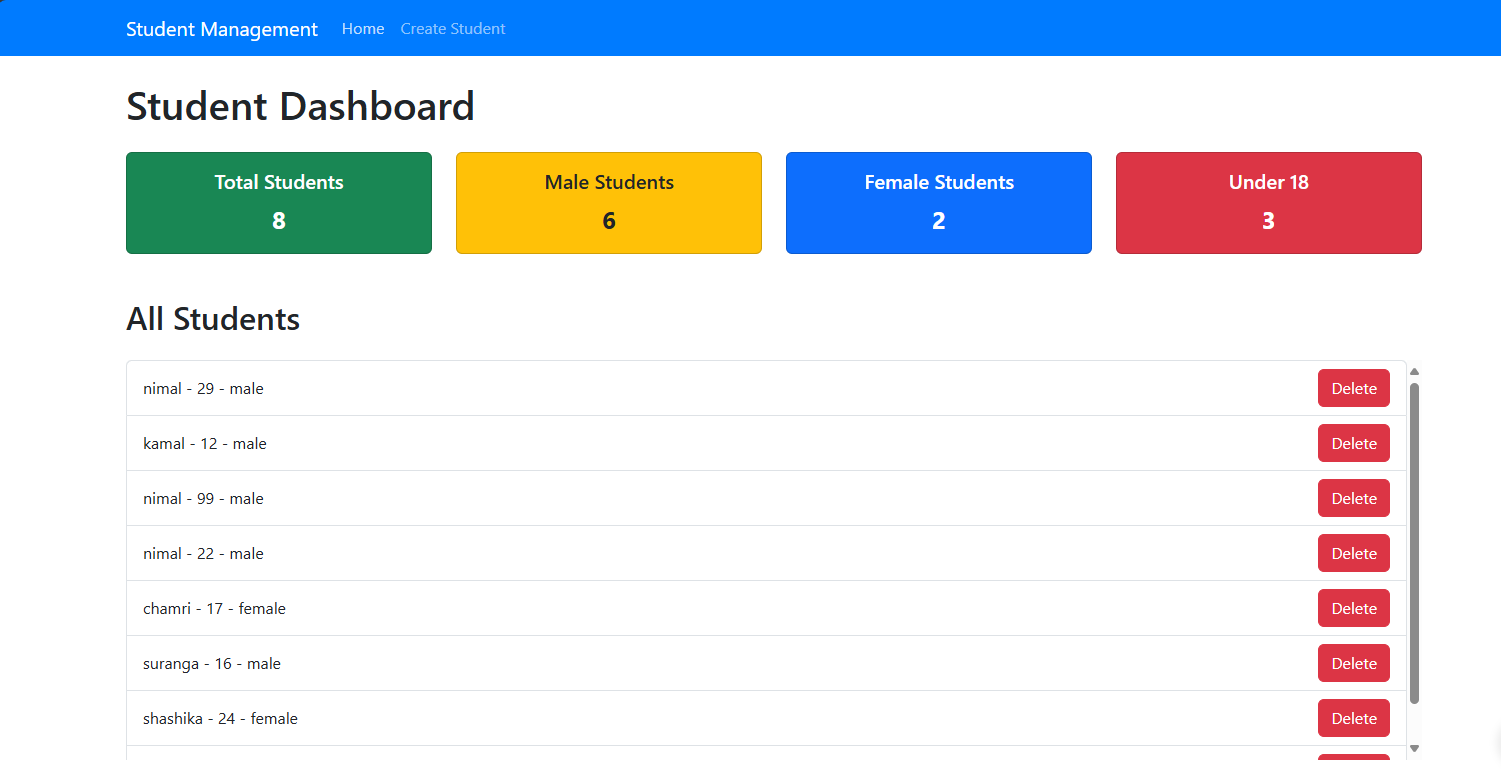 Student Management Home Create Student
Student Dashboard
Total Students
8
Male Students
6
Female Students
2
Under 18
3
All Students
nimal - 29 - male Delete
kamal - 12 - male Delete
nimal - 99 - male Delete
nimal - 22 - male Delete
chamri - 17 - female Delete
suranga - 16 - male Delete
shashika - 24 - female Delete